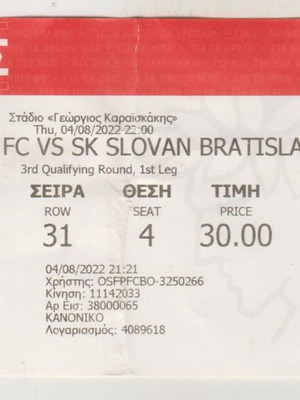 Στάδιο «Γεώργιος Καραϊσκάκης»
Thu, 04/08/2022 22:00
FC VS SK SLOVAN BRATISLA
3rd Qualifying Round, 1st Leg
ΣΕΙΡΑ ΘΕΣΗ ΤΙΜΗ
ROW SEAT PRICE
31 4 30.00
04/08/2022 21:21
Χρήστης: OSFPFCBO-3250266
Κίνηση: 11142033
Αρ Εισ: 38000065
ΚΑΝΟΝΙΚΟ
Λογαριασμός: 4089618